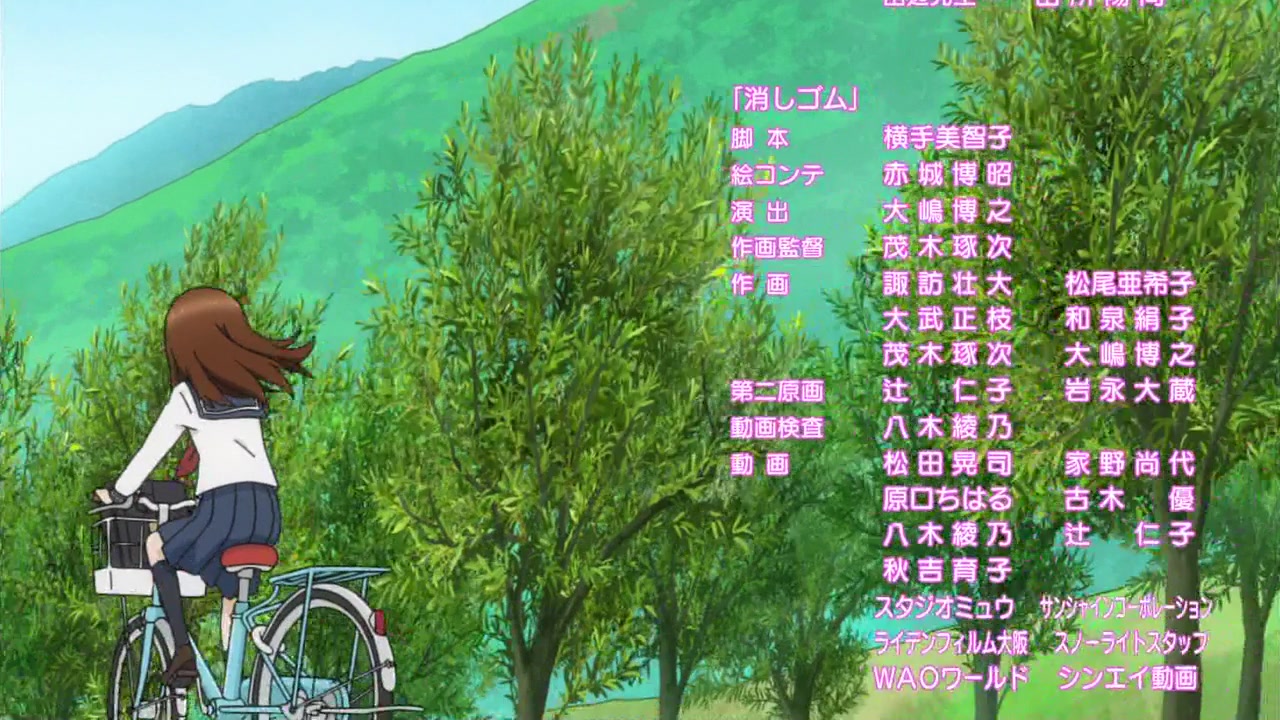 「消しゴム」
脚本 横手美智子
絵コンテ 赤城博昭
演出 大嶋博之
作画監督 茂木琢次
作画 諏訪壮大 松尾亜希子
大武正枝 和泉絹子
茂木琢次 大嶋博之
第二原画 辻 仁子 岩永大蔵
動画検査 八木綾乃
動画 松田晃司 家野尚代
原口ちはる 古木 優
八木綾乃 辻 仁子
秋吉育子
スタジオミュウ サンシャインコーポレーション
ライデンフィルム大阪 スノーライトスタッフ
WAOワールド シンエイ動画